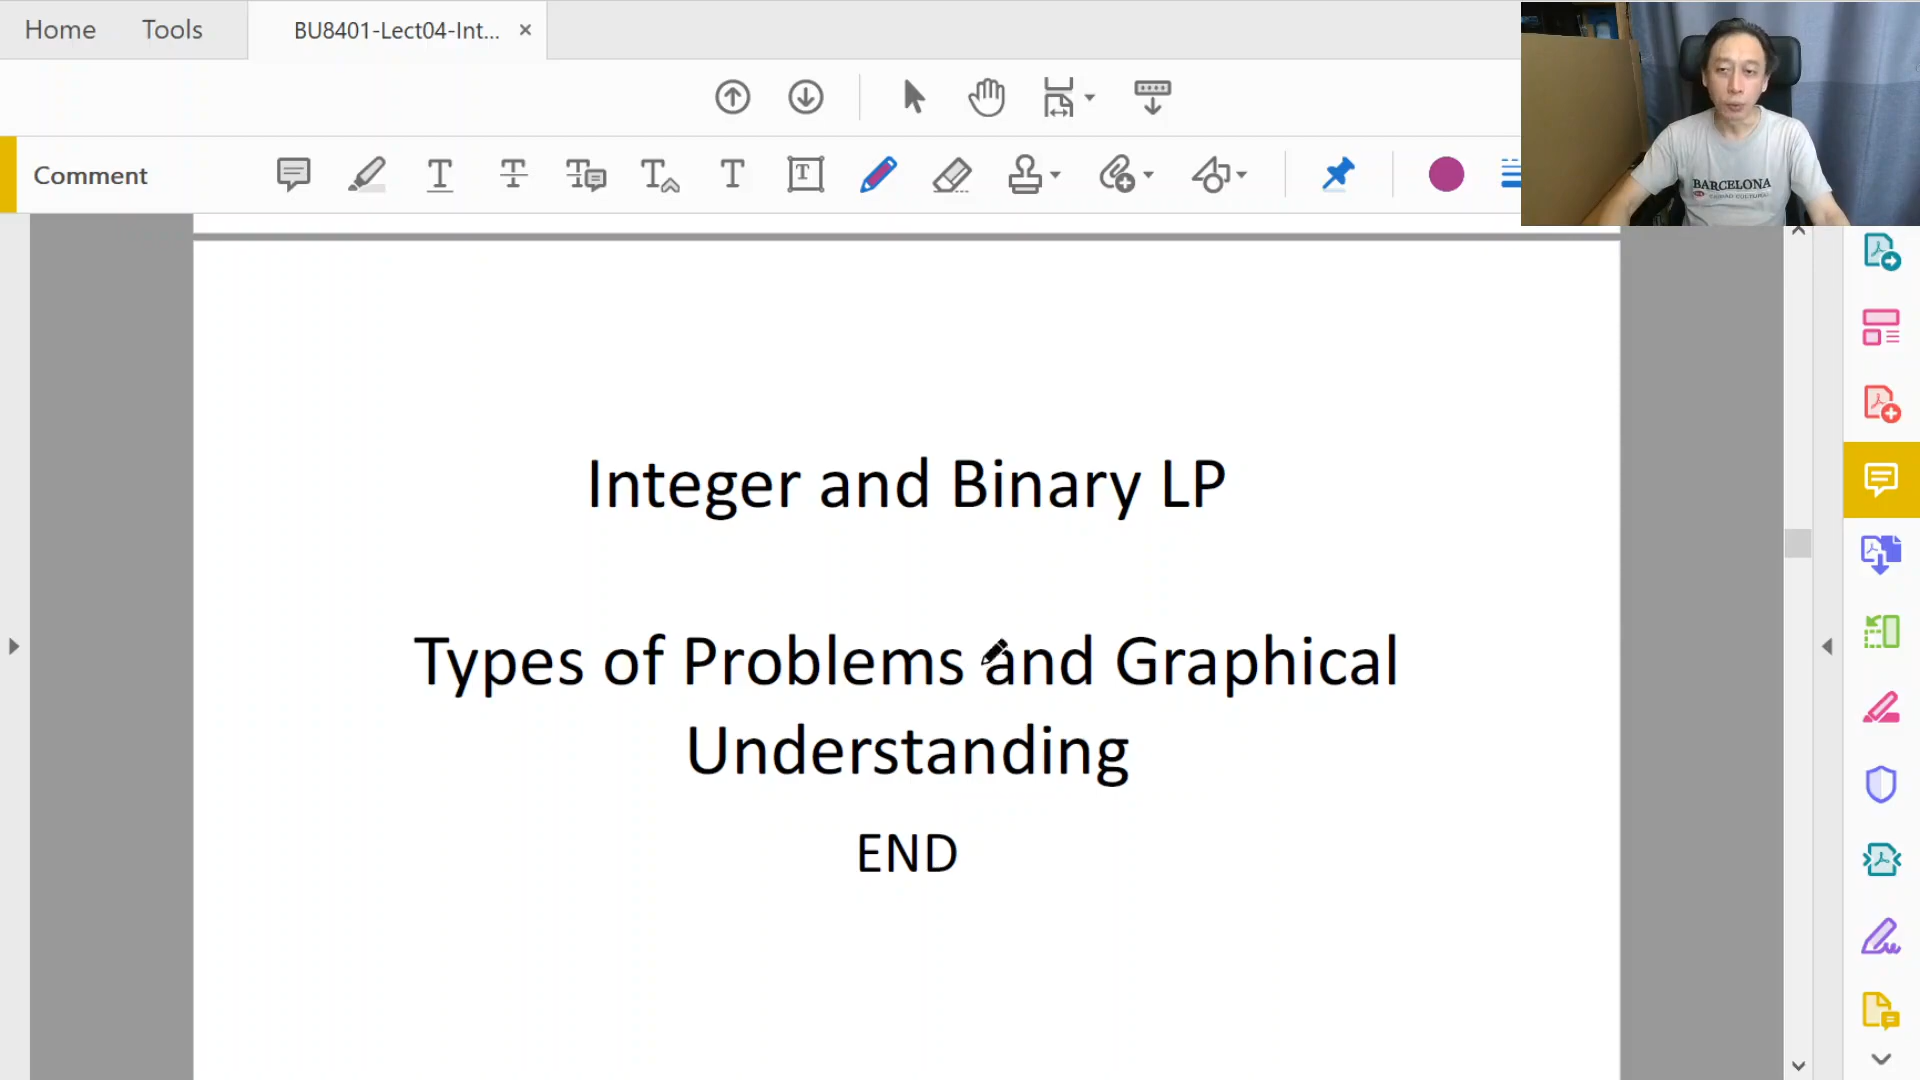 Home
Tools
BU8401-Lect04-Int...
Comment
BARCELONA
Integer and Binary LP
Types of Problems and Graphical
Understanding
END